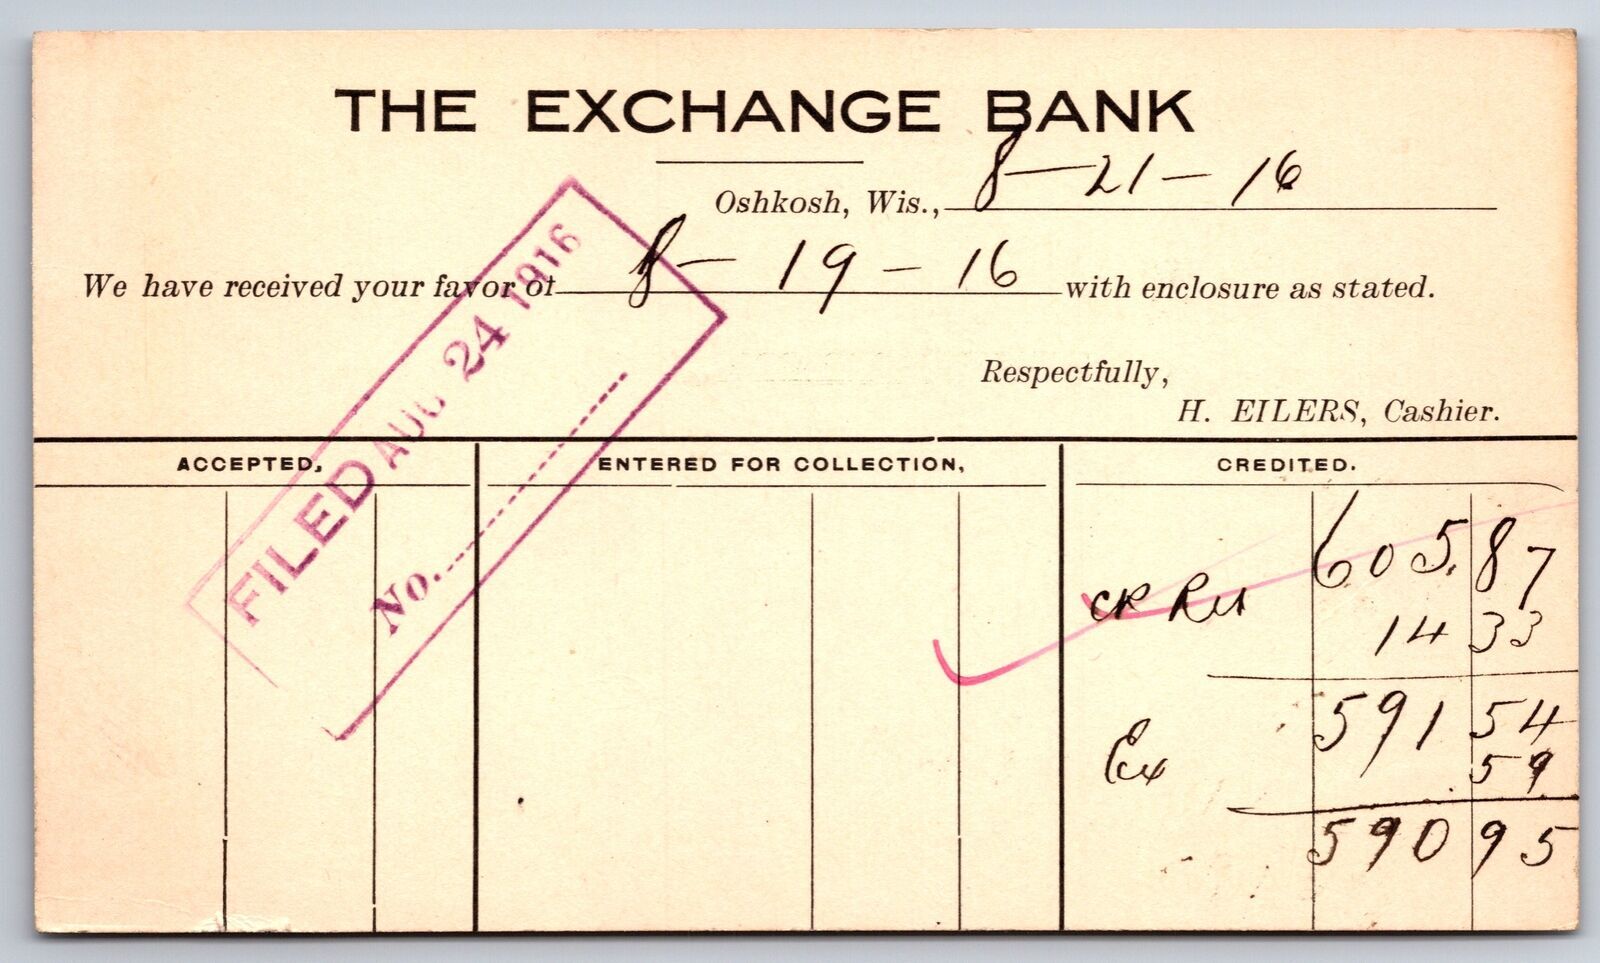 THE EXCHANGE BANK
Oshkosh, Wis., 8-21-16
We have received your favor of 8-19-16 with enclosure as stated.
Respectfully,
H. EILERS, Cashier.
FILED AUG 24 1916
No.
ACCEPTED, ENTERED FOR COLLECTION, CREDITED.
605.87
CR
14 33
591 54
Ex 59
590 95